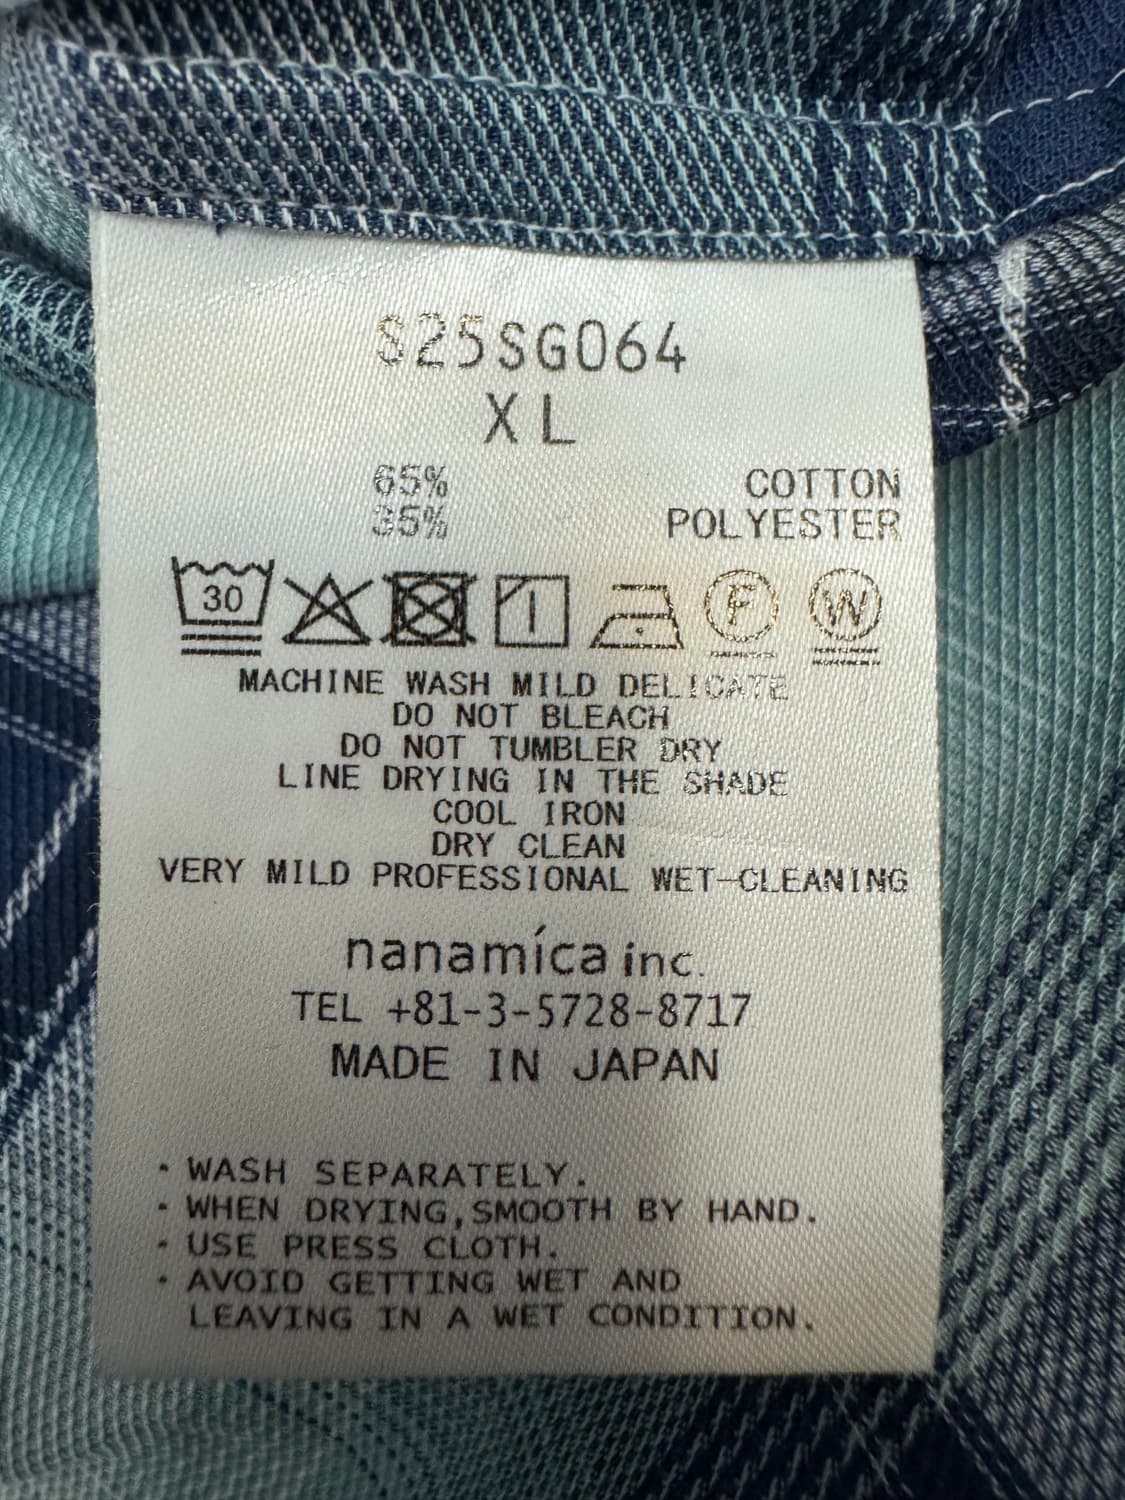 S25SG064
XL
65% COTTON
35% POLYESTER
30 F W
MACHINE WASH MILD DELICATE
DO NOT BLEACH
DO NOT TUMBLER DRY
LINE DRYING IN THE SHADE
COOL IRON
DRY CLEAN
VERY MILD PROFESSIONAL WET-CLEANING
nanamíca inc.
TEL +81-3-5728-8717
MADE IN JAPAN
・WASH SEPARATELY.
・WHEN DRYING,SMOOTH BY HAND.
・USE PRESS CLOTH.
・AVOID GETTING WET AND
LEAVING IN A WET CONDITION.